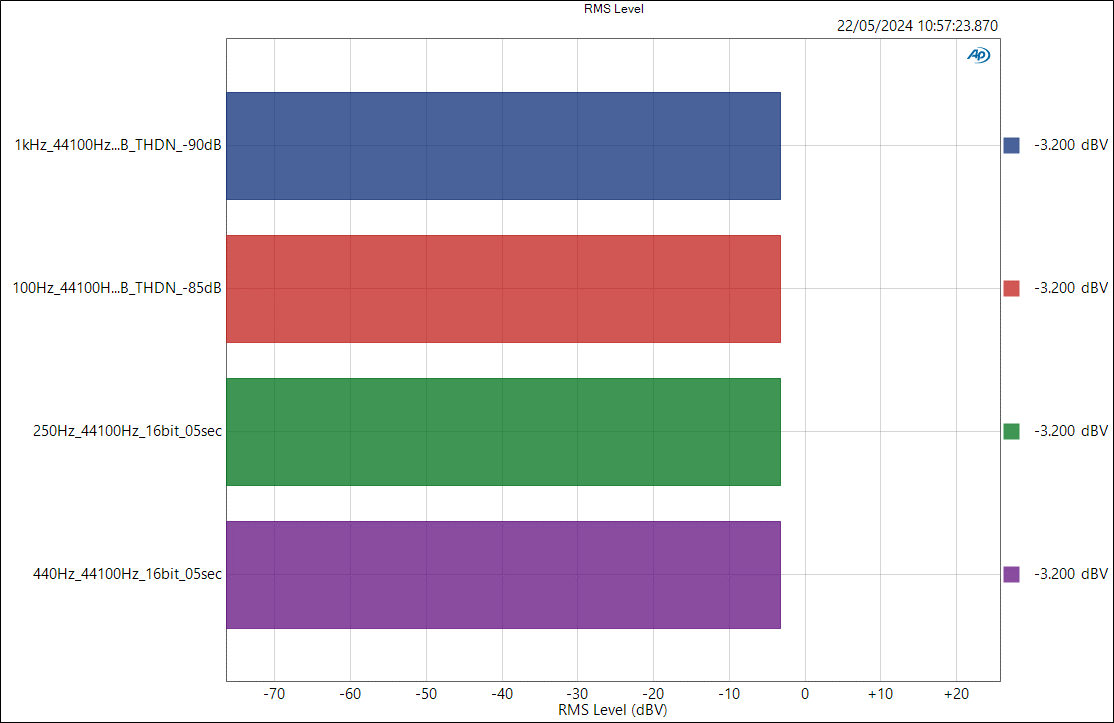 RMS Level
22/05/2024 10:57:23.870
AP
1kHz_44100Hz...B_THDN_-90dB -3.200 dBV
100Hz_44100H...B_THDN_-85dB -3.200 dBV
250Hz_44100Hz_16bit_05sec -3.200 dBV
440Hz_44100Hz_16bit_05sec -3.200 dBV
-70 -60 -50 -40 -30 -20 -10 0 +10 +20
RMS Level (dBV)